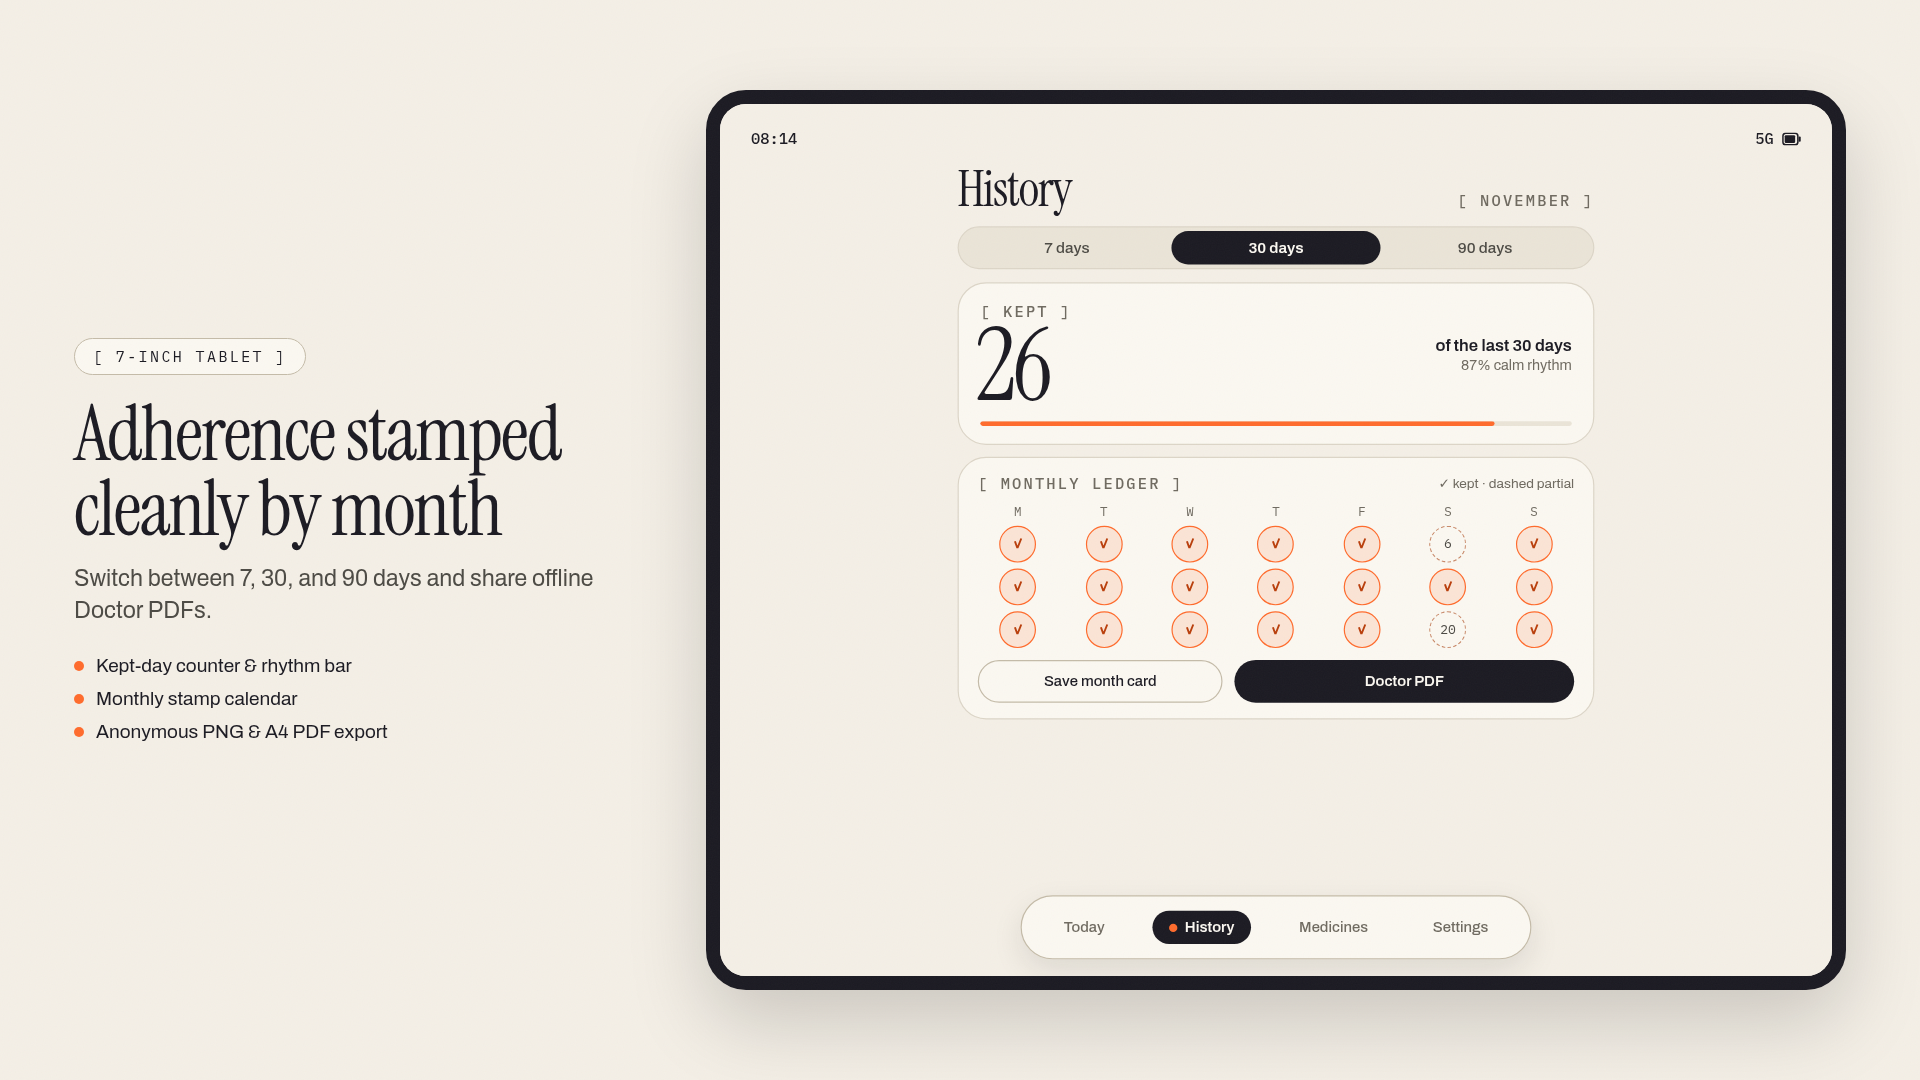 [ 7-INCH TABLET ]
Adherence stamped
cleanly by month
Switch between 7, 30, and 90 days and share offline
Doctor PDFs.
Kept-day counter & rhythm bar
Monthly stamp calendar
Anonymous PNG & A4 PDF export
08:14
5G
History
[ NOVEMBER ]
7 days 30 days 90 days
[ KEPT ]
26
of the last 30 days
87% calm rhythm
[ MONTHLY LEDGER ]
✓ kept · dashed partial
M T W T F S S
✓ ✓ ✓ ✓ ✓ 6 ✓
✓ ✓ ✓ ✓ ✓ ✓ ✓
✓ ✓ ✓ ✓ ✓ 20 ✓
Save month card
Doctor PDF
Today History Medicines Settings